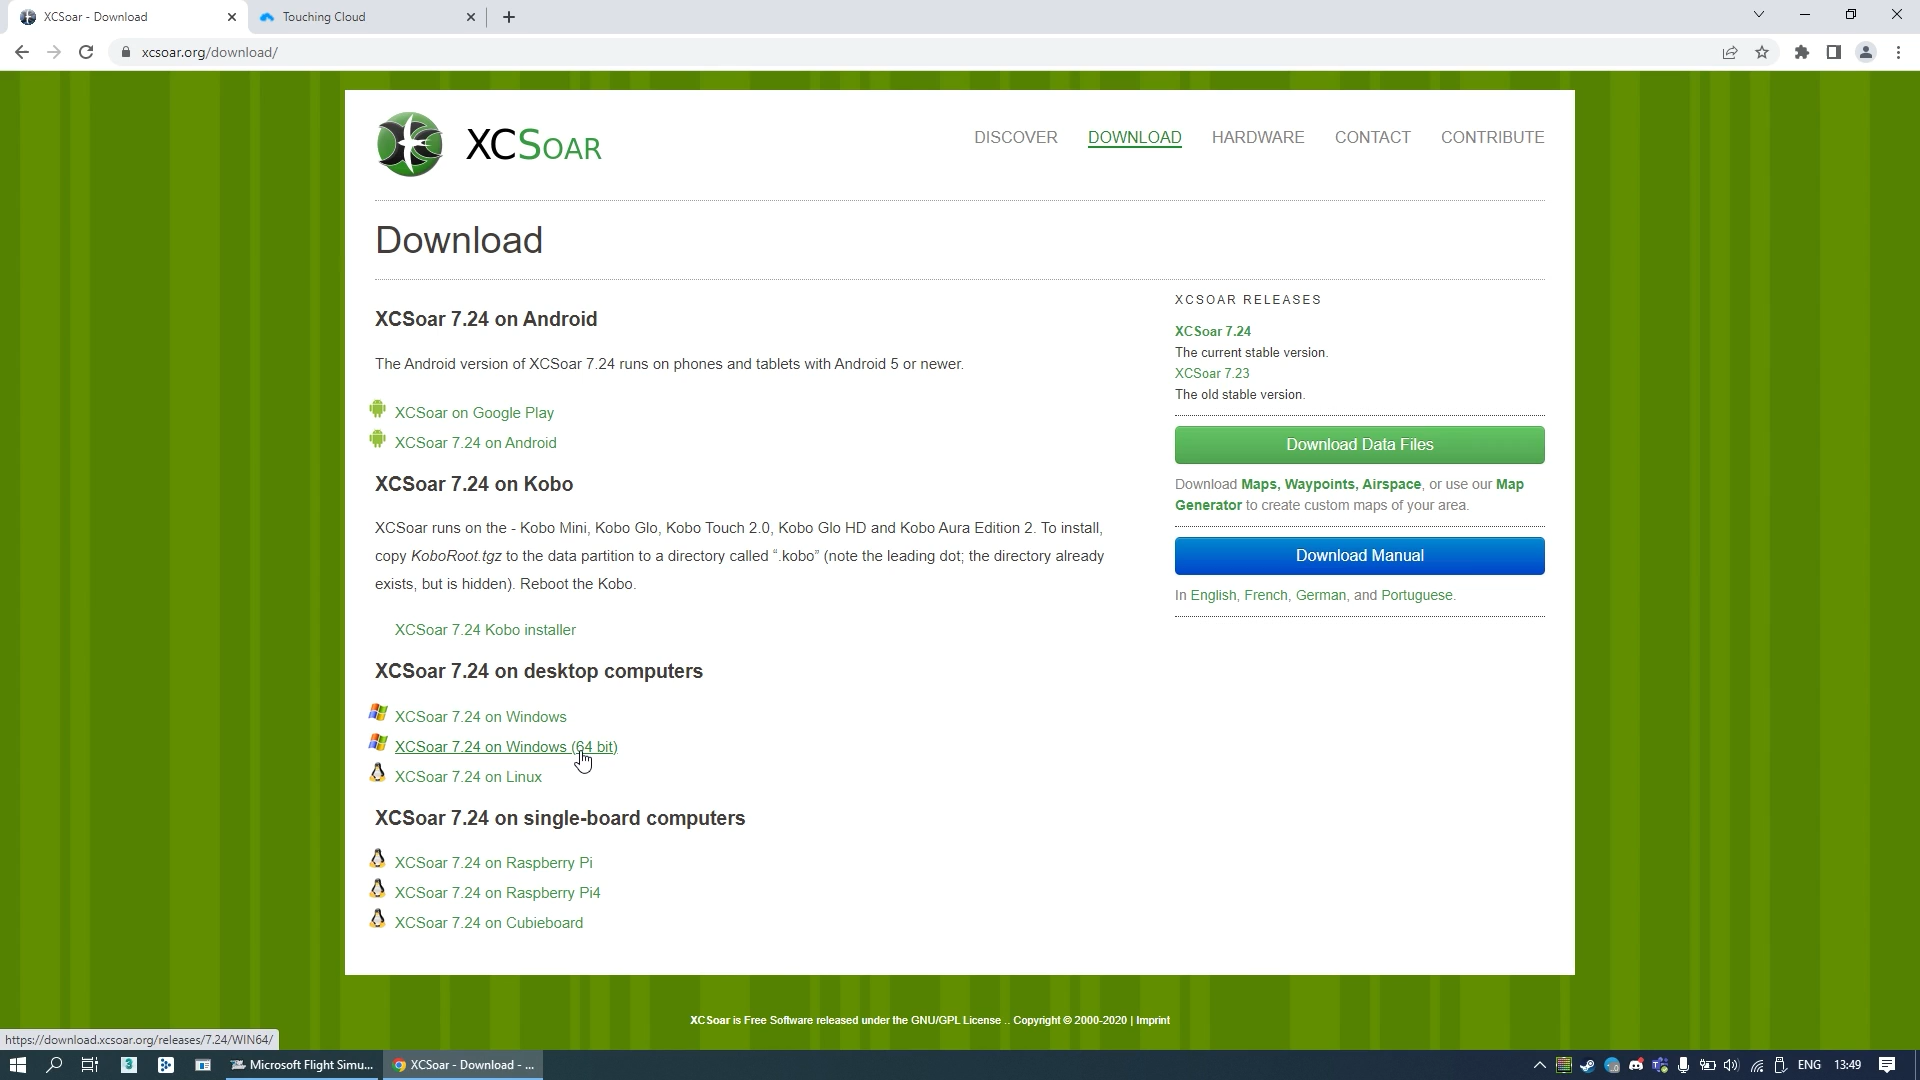 XCSoar - Download
Touching Cloud
xcsoar.org/download/
XCSOAR
DISCOVER
DOWNLOAD
HARDWARE
CONTACT
CONTRIBUTE
Download
XCSoar 7.24 on Android
The Android version of XCSoar 7.24 runs on phones and tablets with Android 5 or newer.
XCSoar on Google Play
XCSoar 7.24 on Android
XCSoar 7.24 on Kobo
XCSoar runs on the - Kobo Mini, Kobo Glo, Kobo Touch 2.0, Kobo Glo HD and Kobo Aura Edition 2. To install,
copy KoboRoot.tgz to the data partition to a directory called “.kobo” (note the leading dot; the directory already
exists, but is hidden). Reboot the Kobo.
XCSoar 7.24 Kobo installer
XCSoar 7.24 on desktop computers
XCSoar 7.24 on Windows
XCSoar 7.24 on Windows (64 bit)
XCSoar 7.24 on Linux
XCSoar 7.24 on single-board computers
XCSoar 7.24 on Raspberry Pi
XCSoar 7.24 on Raspberry Pi4
XCSoar 7.24 on Cubieboard
XCSOAR RELEASES
XCSoar 7.24
The current stable version.
XCSoar 7.23
The old stable version.
Download Data Files
Download Maps, Waypoints, Airspace, or use our Map
Generator to create custom maps of your area.
Download Manual
In English, French, German, and Portuguese.
XCSoar is Free Software released under the GNU/GPL License .. Copyright © 2000-2020 | Imprint
https://download.xcsoar.org/releases/7.24/WIN64/
Microsoft Flight Simu...
XCSoar - Download - ...
ENG
13:49